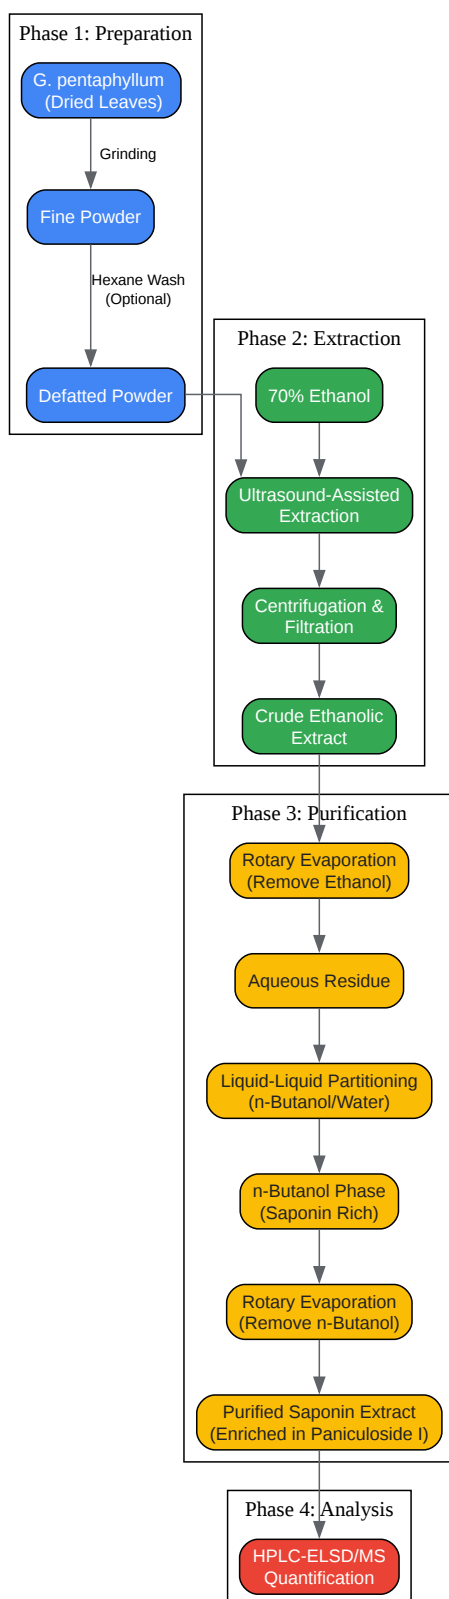 Phase 1: Preparation
G. pentaphyllum
(Dried Leaves)
Grinding
Fine Powder
Hexane Wash
(Optional)
Defatted Powder
Phase 2: Extraction
70% Ethanol
Ultrasound-Assisted
Extraction
Centrifugation &
Filtration
Crude Ethanolic
Extract
Phase 3: Purification
Rotary Evaporation
(Remove Ethanol)
Aqueous Residue
Liquid-Liquid Partitioning
(n-Butanol/Water)
n-Butanol Phase
(Saponin Rich)
Rotary Evaporation
(Remove n-Butanol)
Purified Saponin Extract
(Enriched in Paniculoside I)
Phase 4: Analysis
HPLC-ELSD/MS
Quantification